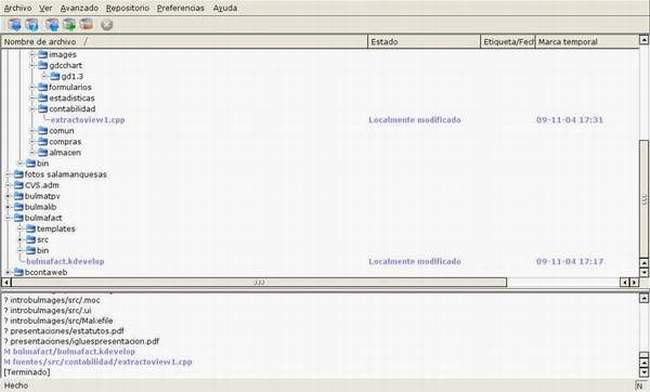 Archivo Ver Avanzado Repositorio Preferencias Ayuda
Nombre de archivo / Estado Etiqueta/Fech Marca temporal
images
gdcchart
gd1.3
formularios
estadisticas
contabilidad
extractoview1.cpp Localmente modificado 09-11-04 17:31
comun
compras
almacen
bin
fotos salamanquesas
CVS.adm
bulmatpv
bulmalib
bulmafact
templates
src
bin
bulmafact.kdevelop Localmente modificado 09-11-04 17:17
bcontaweb
? introbulmages/src/.moc
? introbulmages/src/.ui
? introbulmages/src/Makefile
? presentaciones/estatutos.pdf
? presentaciones/igluespresentacion.pdf
M bulmafact/bulmafact.kdevelop
M fuentes/src/contabilidad/extractoview1.cpp
[Terminado]
Hecho N